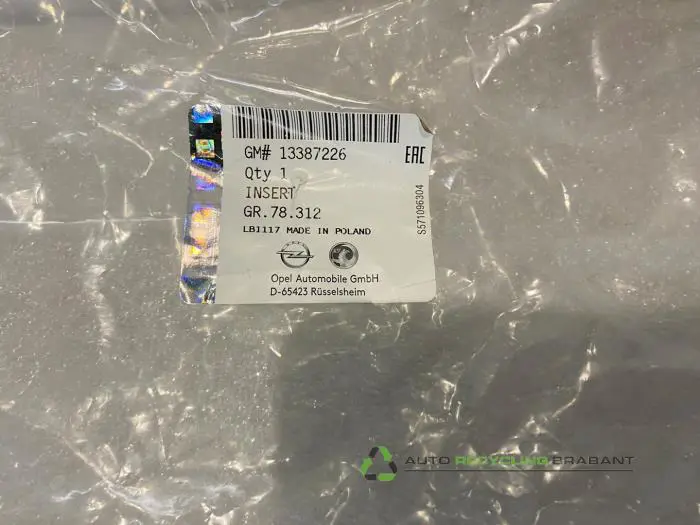 GM# 13387226
EAC
Qty 1
INSERT
GR.78.312
LB1117 MADE IN POLAND
S571096304
Opel Automobile GmbH
D-65423 Rüsselsheim
AUTO RECYCLING BRABANT